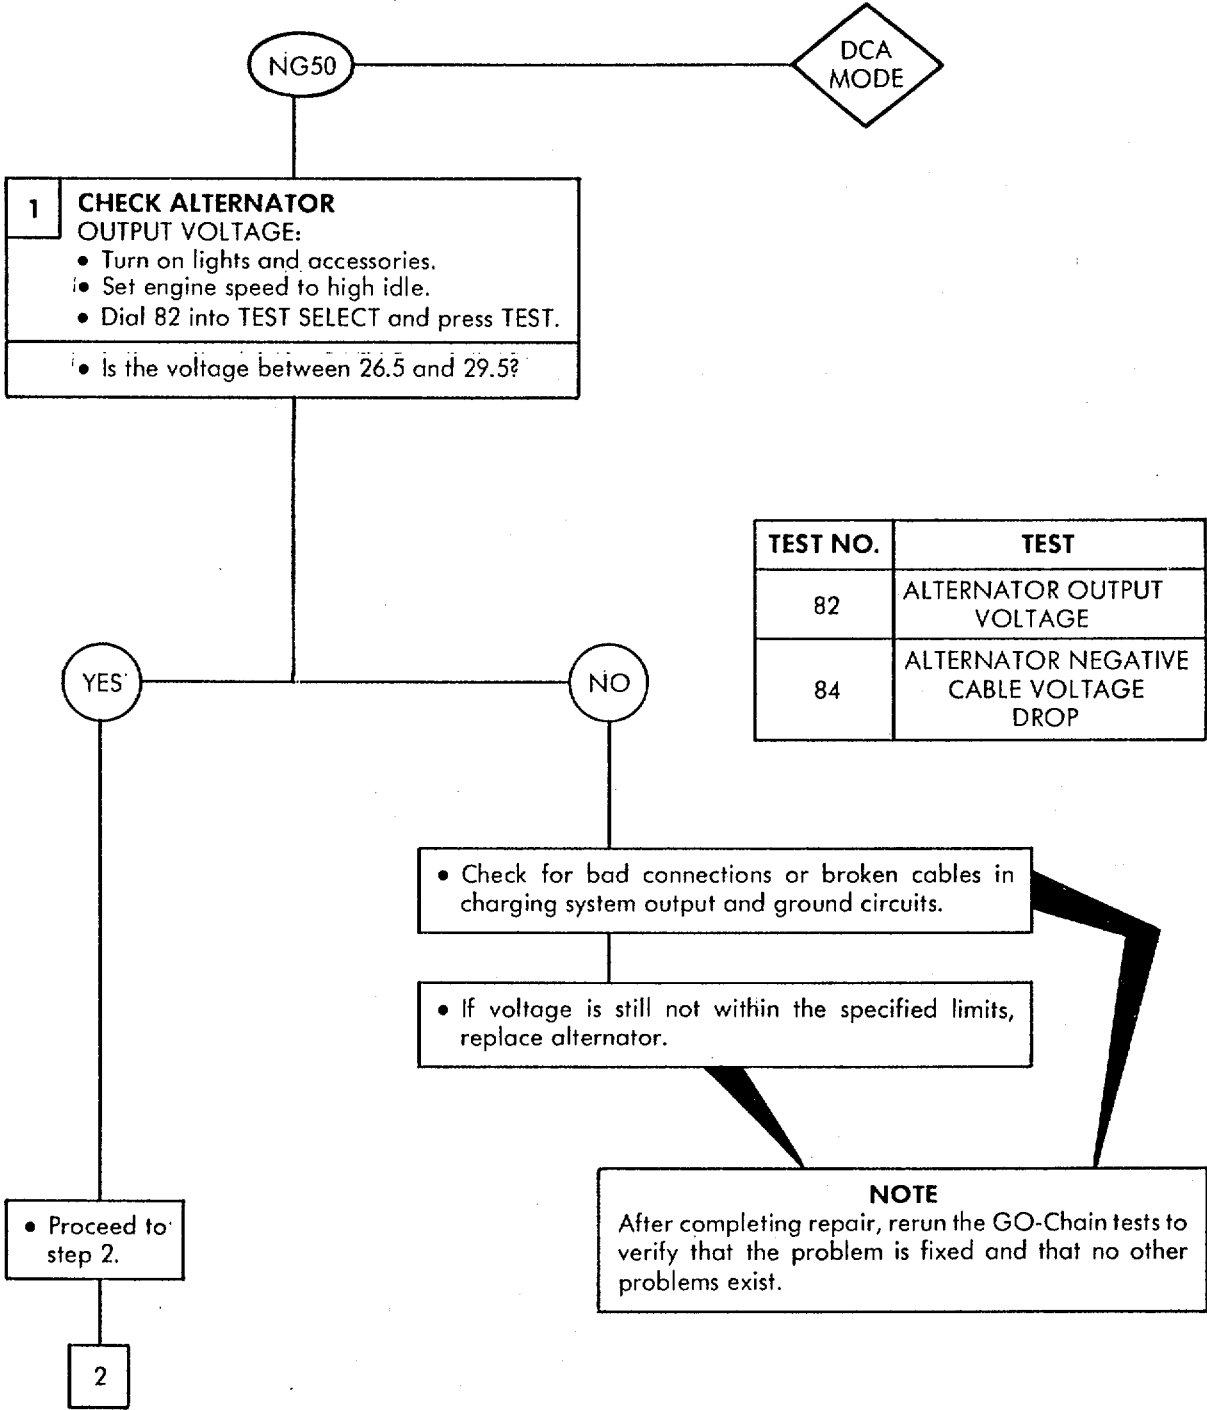 NG50
DCA
MODE
1
CHECK ALTERNATOR
OUTPUT VOLTAGE:
• Turn on lights and accessories.
• Set engine speed to high idle.
• Dial 82 into TEST SELECT and press TEST.
• Is the voltage between 26.5 and 29.5?
TEST NO. TEST
82 ALTERNATOR OUTPUT
VOLTAGE
84 ALTERNATOR NEGATIVE
CABLE VOLTAGE
DROP
YES
NO
• Check for bad connections or broken cables in
charging system output and ground circuits.
• If voltage is still not within the specified limits,
replace alternator.
NOTE
After completing repair, rerun the GO-Chain tests to
verify that the problem is fixed and that no other
problems exist.
• Proceed to
step 2.
2